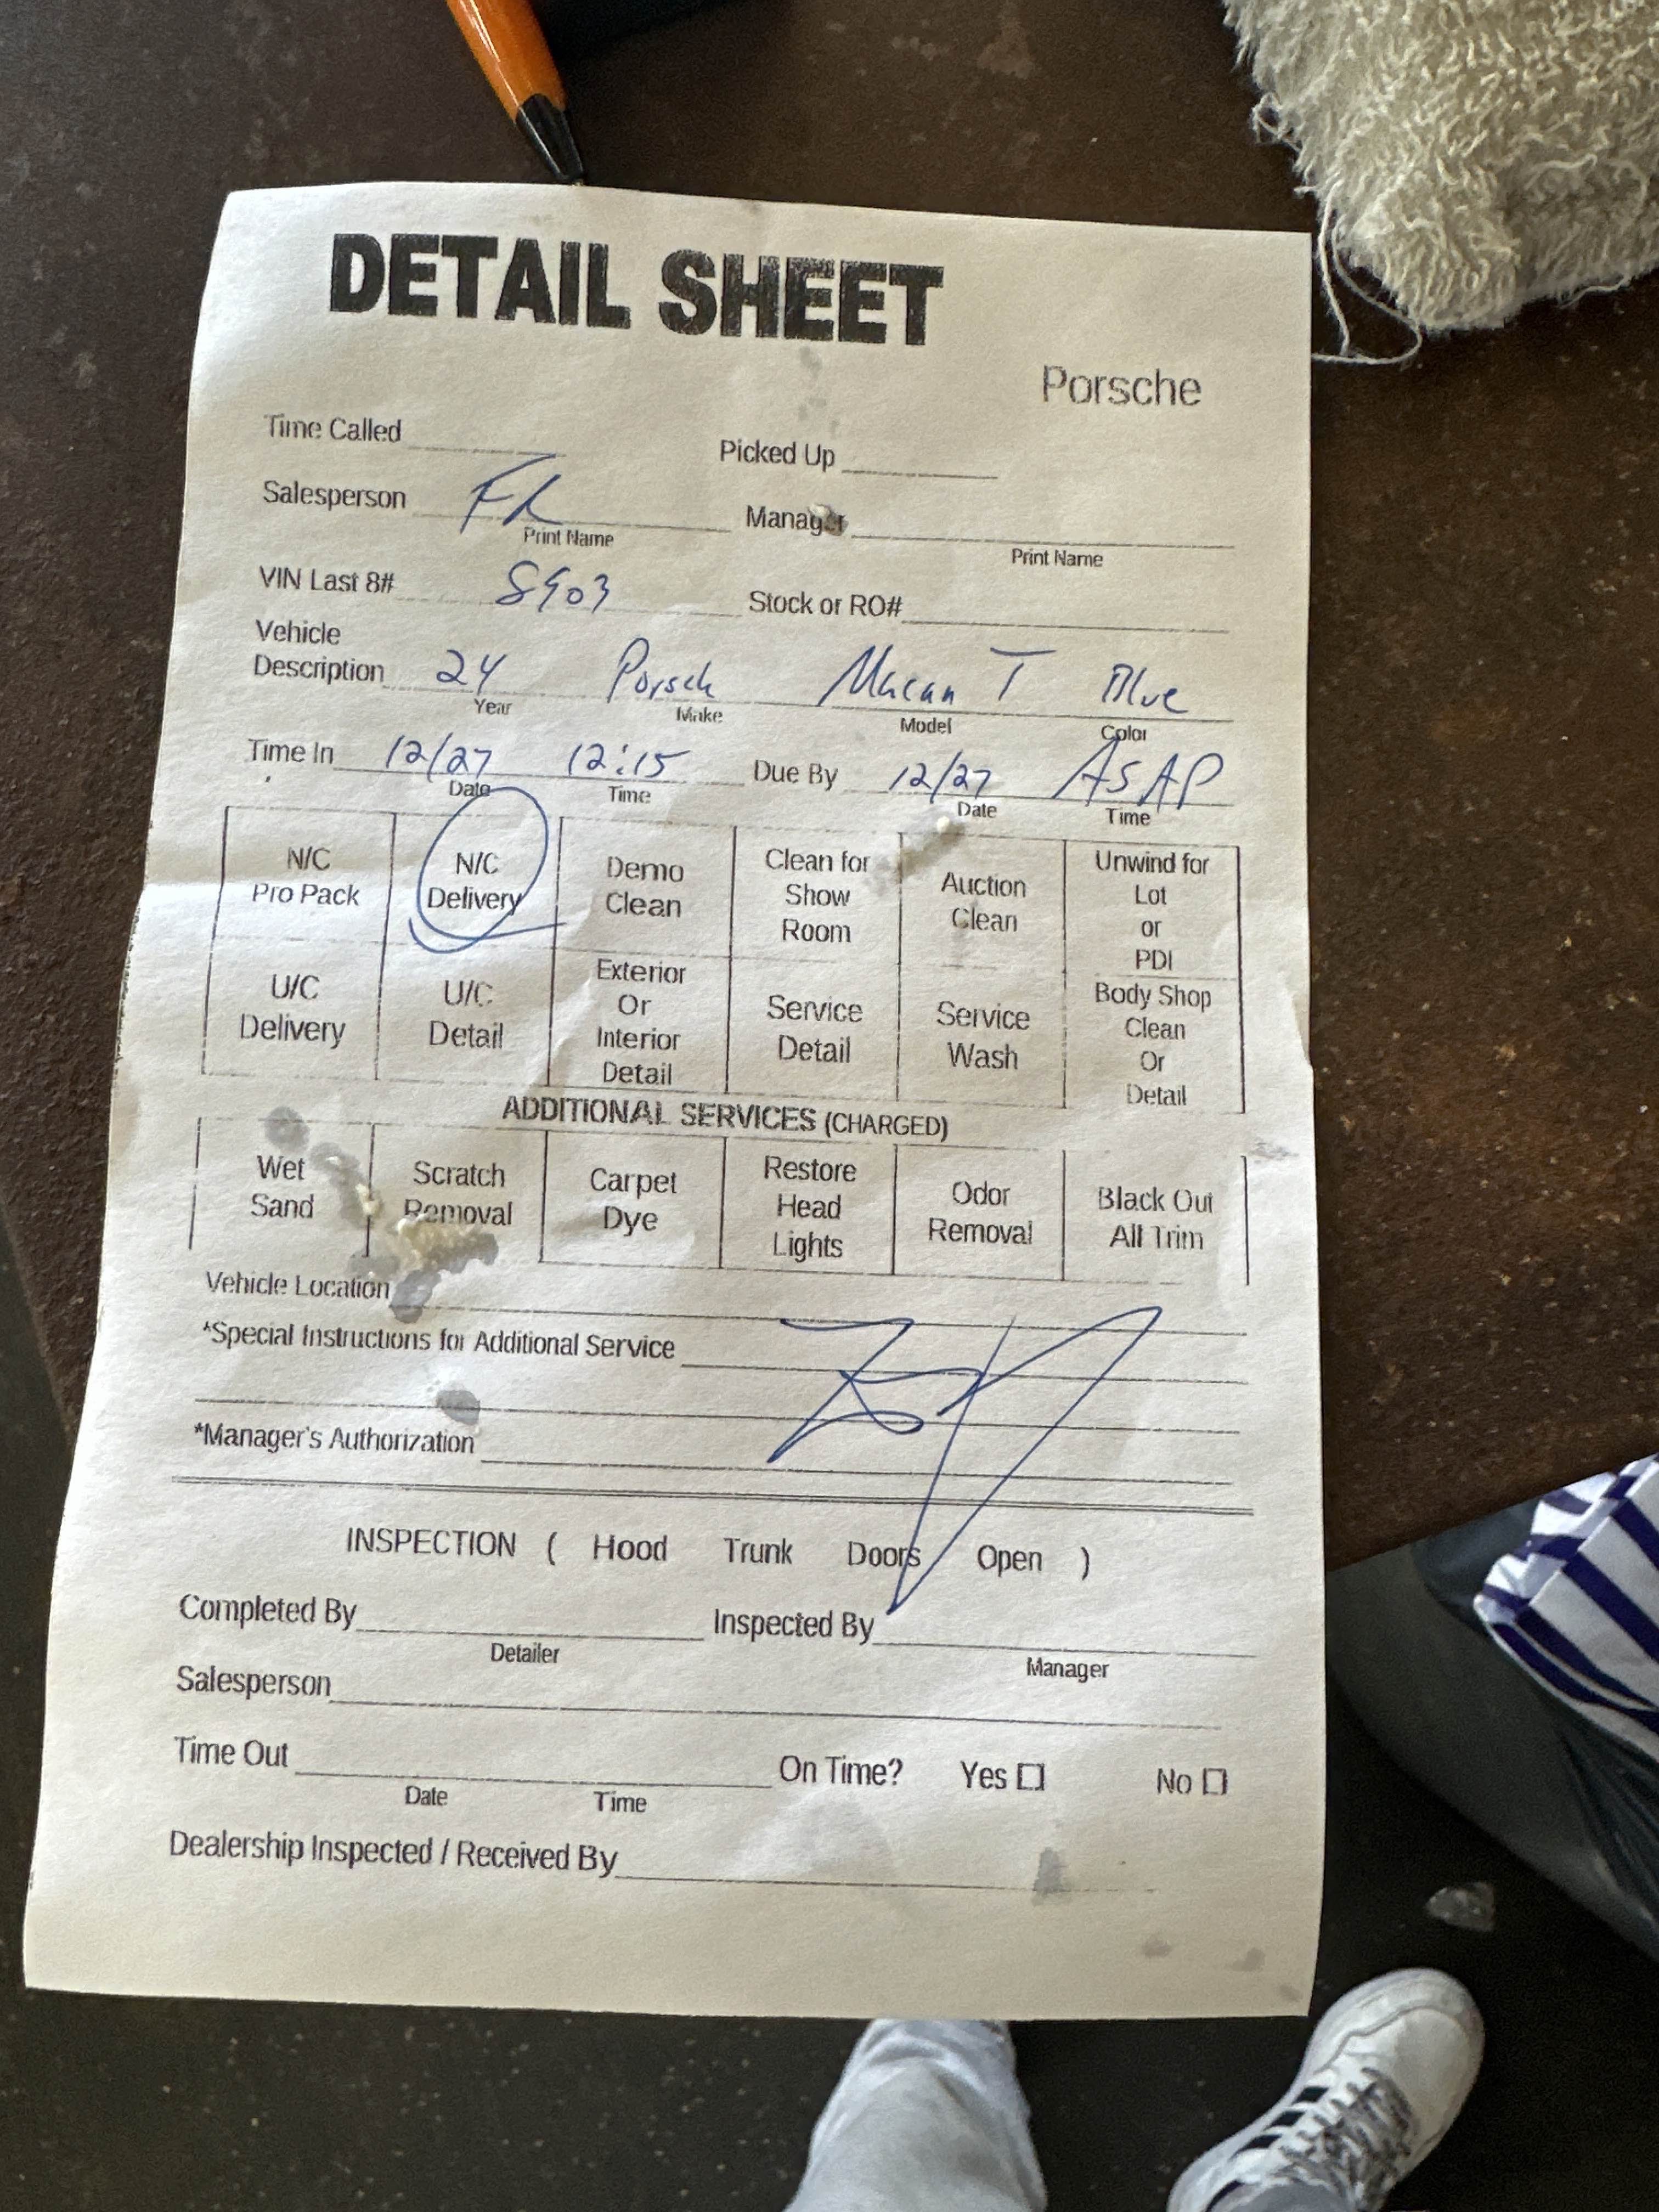 DETAIL SHEET
Porsche
Time Called Picked Up
Salesperson Manager
Print Name Print Name
VIN Last 8# 8903 Stock or RO#
Vehicle
Description 24 Porsch Macan T Blue
Year Make Model Color
Time In 12/27 12:15 Due By 12/27 ASAP
Date Time Date Time
N/C Pro Pack
N/C Delivery
Demo Clean
Clean for Show Room
Auction Clean
Unwind for Lot or PDI
U/C Delivery
U/C Detail
Exterior Or Interior Detail
Service Detail
Service Wash
Body Shop Clean Or Detail
ADDITIONAL SERVICES (CHARGED)
Wet Sand
Scratch Removal
Carpet Dye
Restore Head Lights
Odor Removal
Black Out All Trim
Vehicle Location
*Special Instructions for Additional Service
*Manager's Authorization
INSPECTION ( Hood Trunk Doors Open )
Completed By Inspected By
Detailer Manager
Salesperson
Time Out On Time? Yes ☐ No ☐
Date Time
Dealership Inspected / Received By